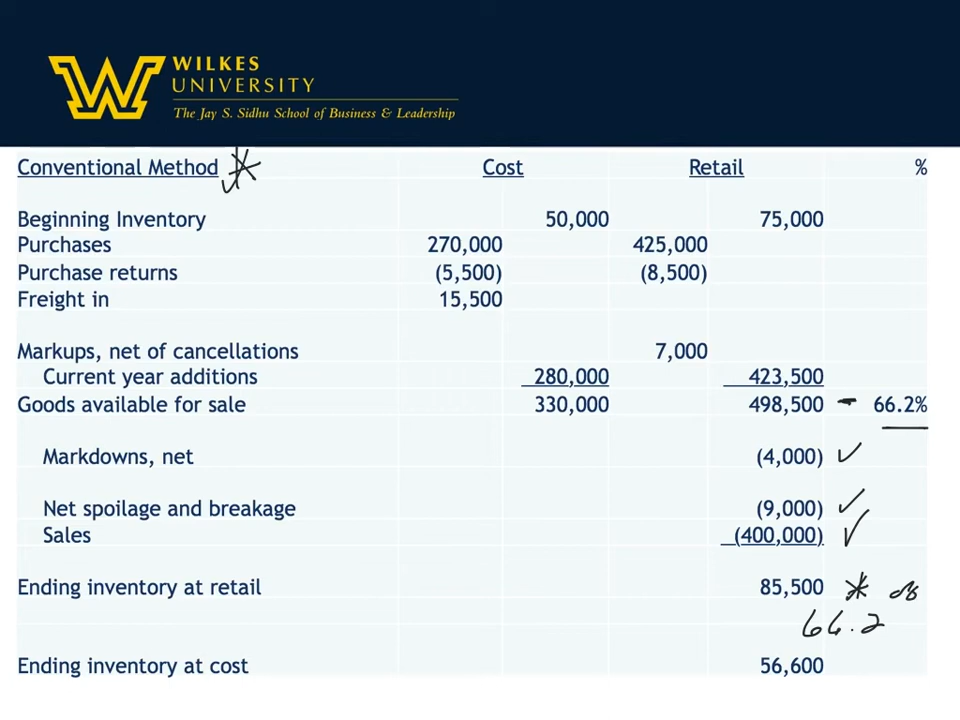 WILKES
UNIVERSITY
The Jay S. Sidhu School of Business & Leadership
Conventional Method Cost Retail %
Beginning Inventory 50,000 75,000
Purchases 270,000 425,000
Purchase returns (5,500) (8,500)
Freight in 15,500
Markups, net of cancellations 7,000
Current year additions 280,000 423,500
Goods available for sale 330,000 498,500 66.2%
Markdowns, net (4,000)
Net spoilage and breakage (9,000)
Sales (400,000)
Ending inventory at retail 85,500
66.2
Ending inventory at cost 56,600